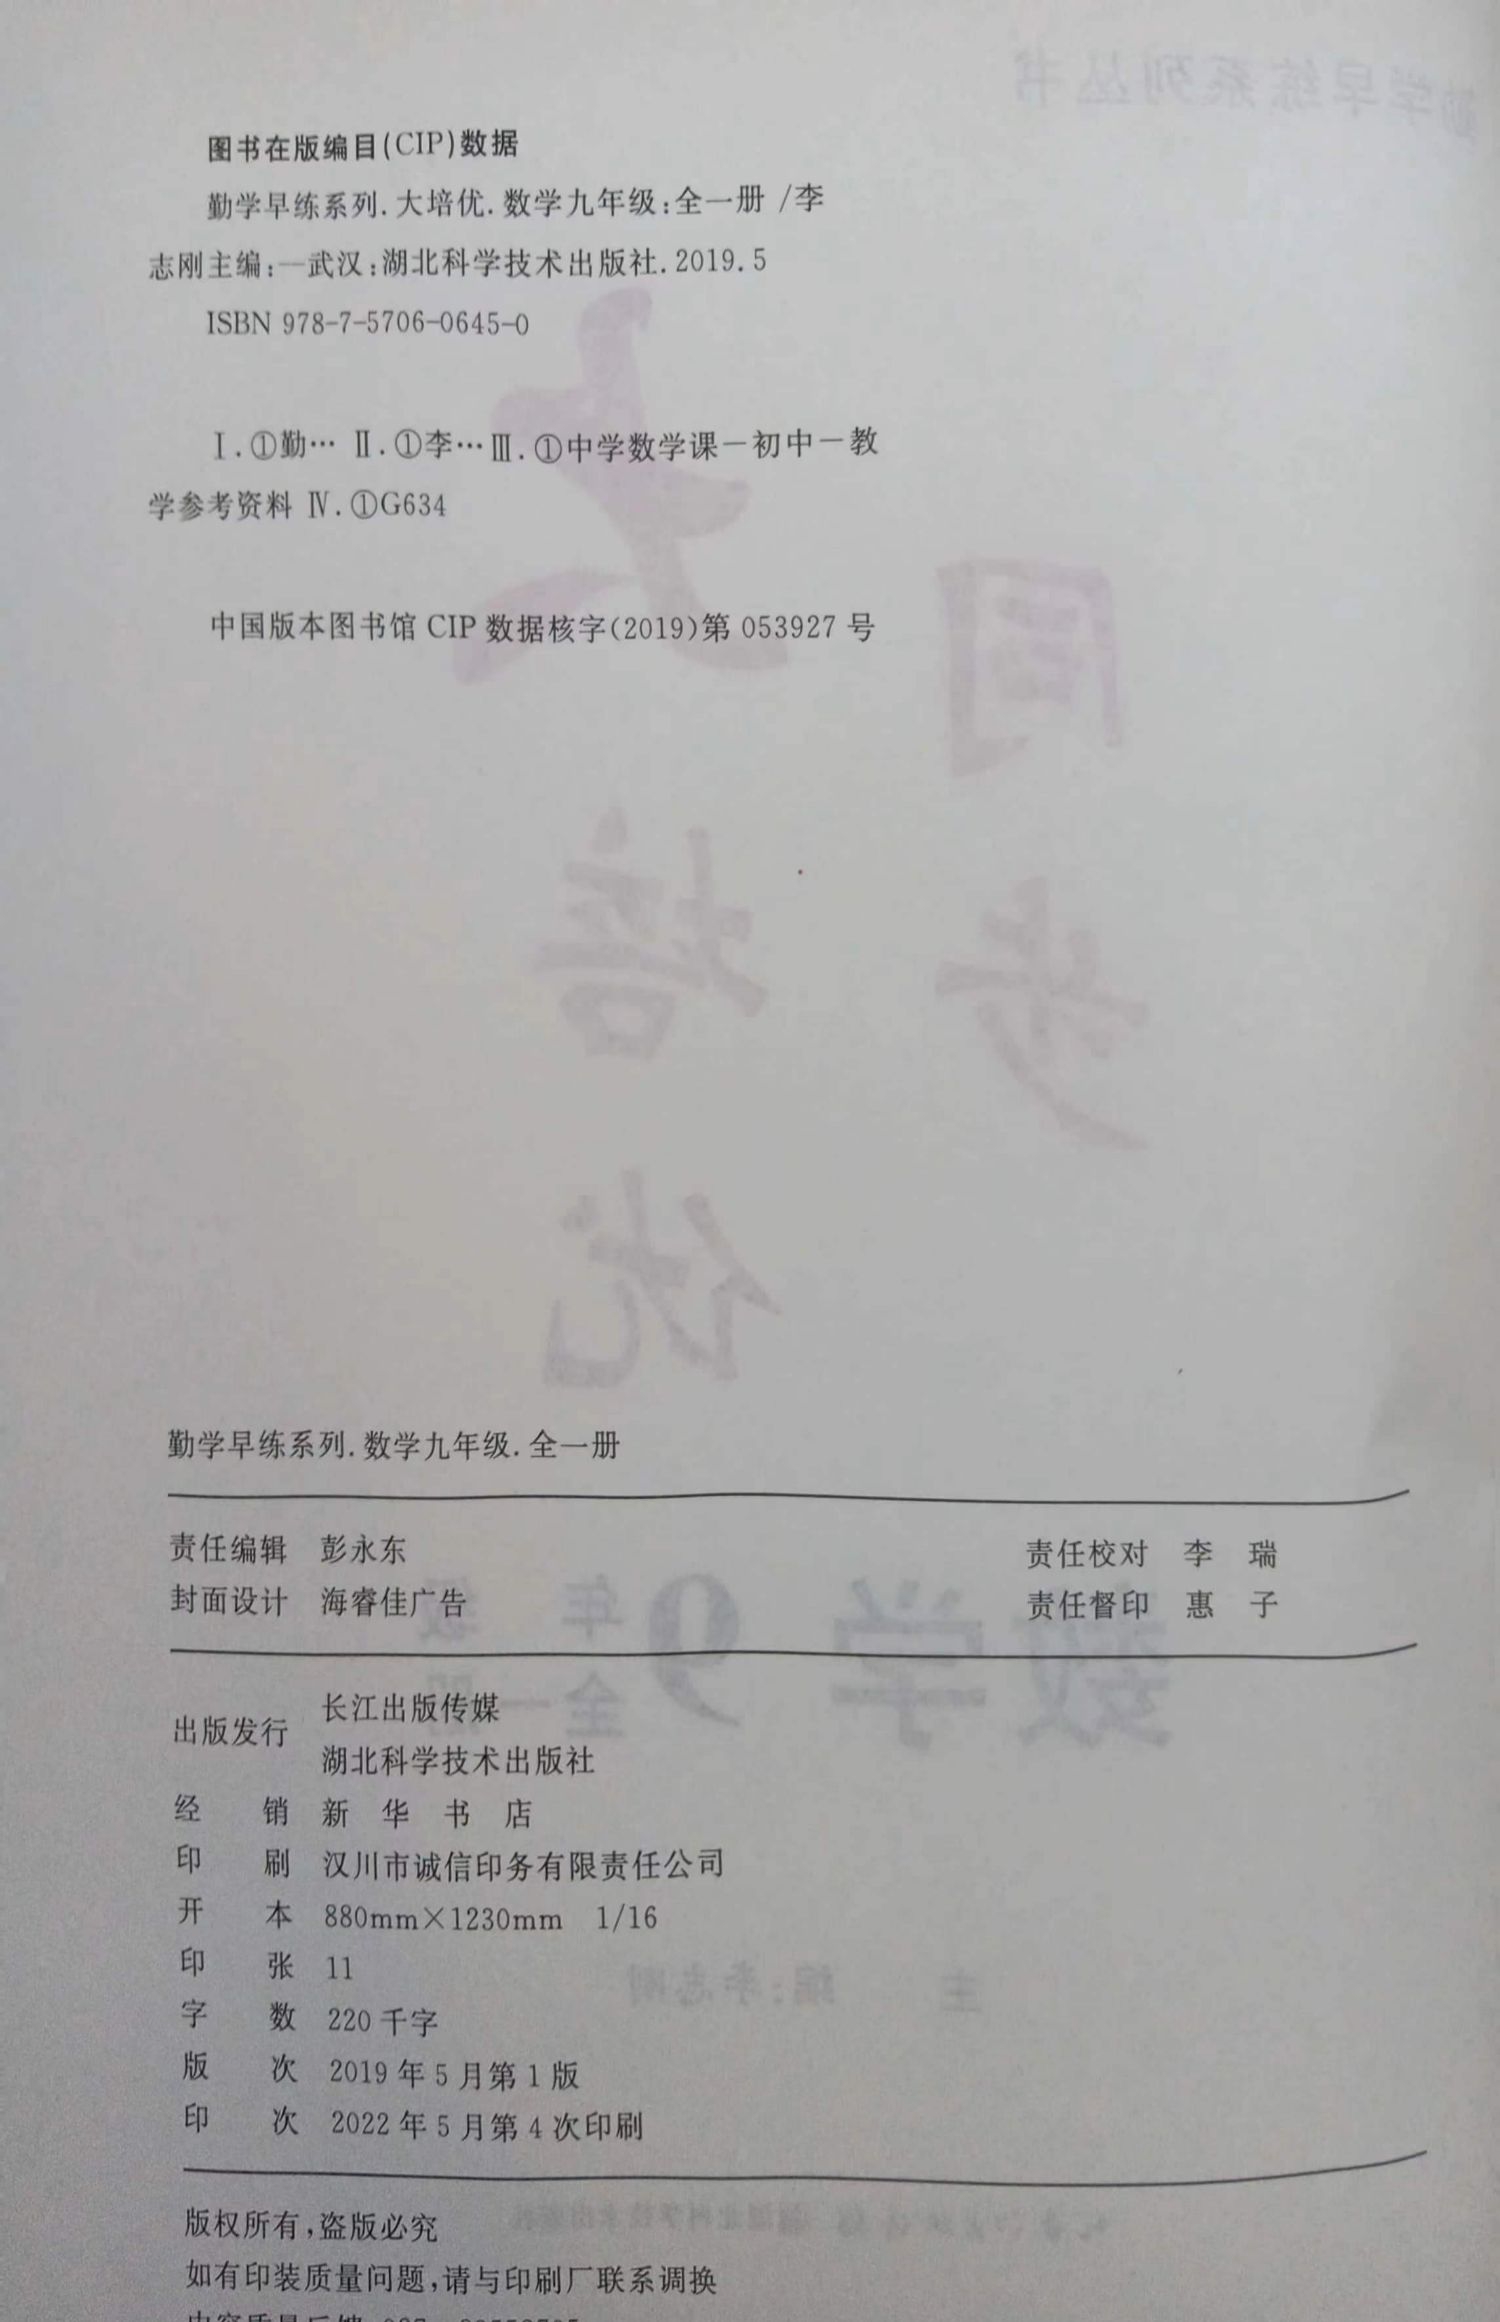 图书在版编目(CIP)数据
勤学早练系列.大培优.数学九年级:全一册 /李
志刚主编:—武汉:湖北科学技术出版社.2019.5
ISBN 978-7-5706-0645-0
Ⅰ.①勤… Ⅱ.①李…Ⅲ.①中学数学课－初中－教
学参考资料 Ⅳ.①G634
中国版本图书馆 CIP 数据核字(2019)第 053927 号
勤学早练系列.数学九年级.全一册
责任编辑 彭永东 责任校对 李 瑞
封面设计 海睿佳广告 责任督印 惠 子
出版发行 长江出版传媒
湖北科学技术出版社
经 销 新 华 书 店
印 刷 汉川市诚信印务有限责任公司
开 本 880mm×1230mm 1/16
印 张 11
字 数 220 千字
版 次 2019 年 5 月第 1 版
印 次 2022 年 5 月第 4 次印刷
版权所有,盗版必究
如有印装质量问题,请与印刷厂联系调换